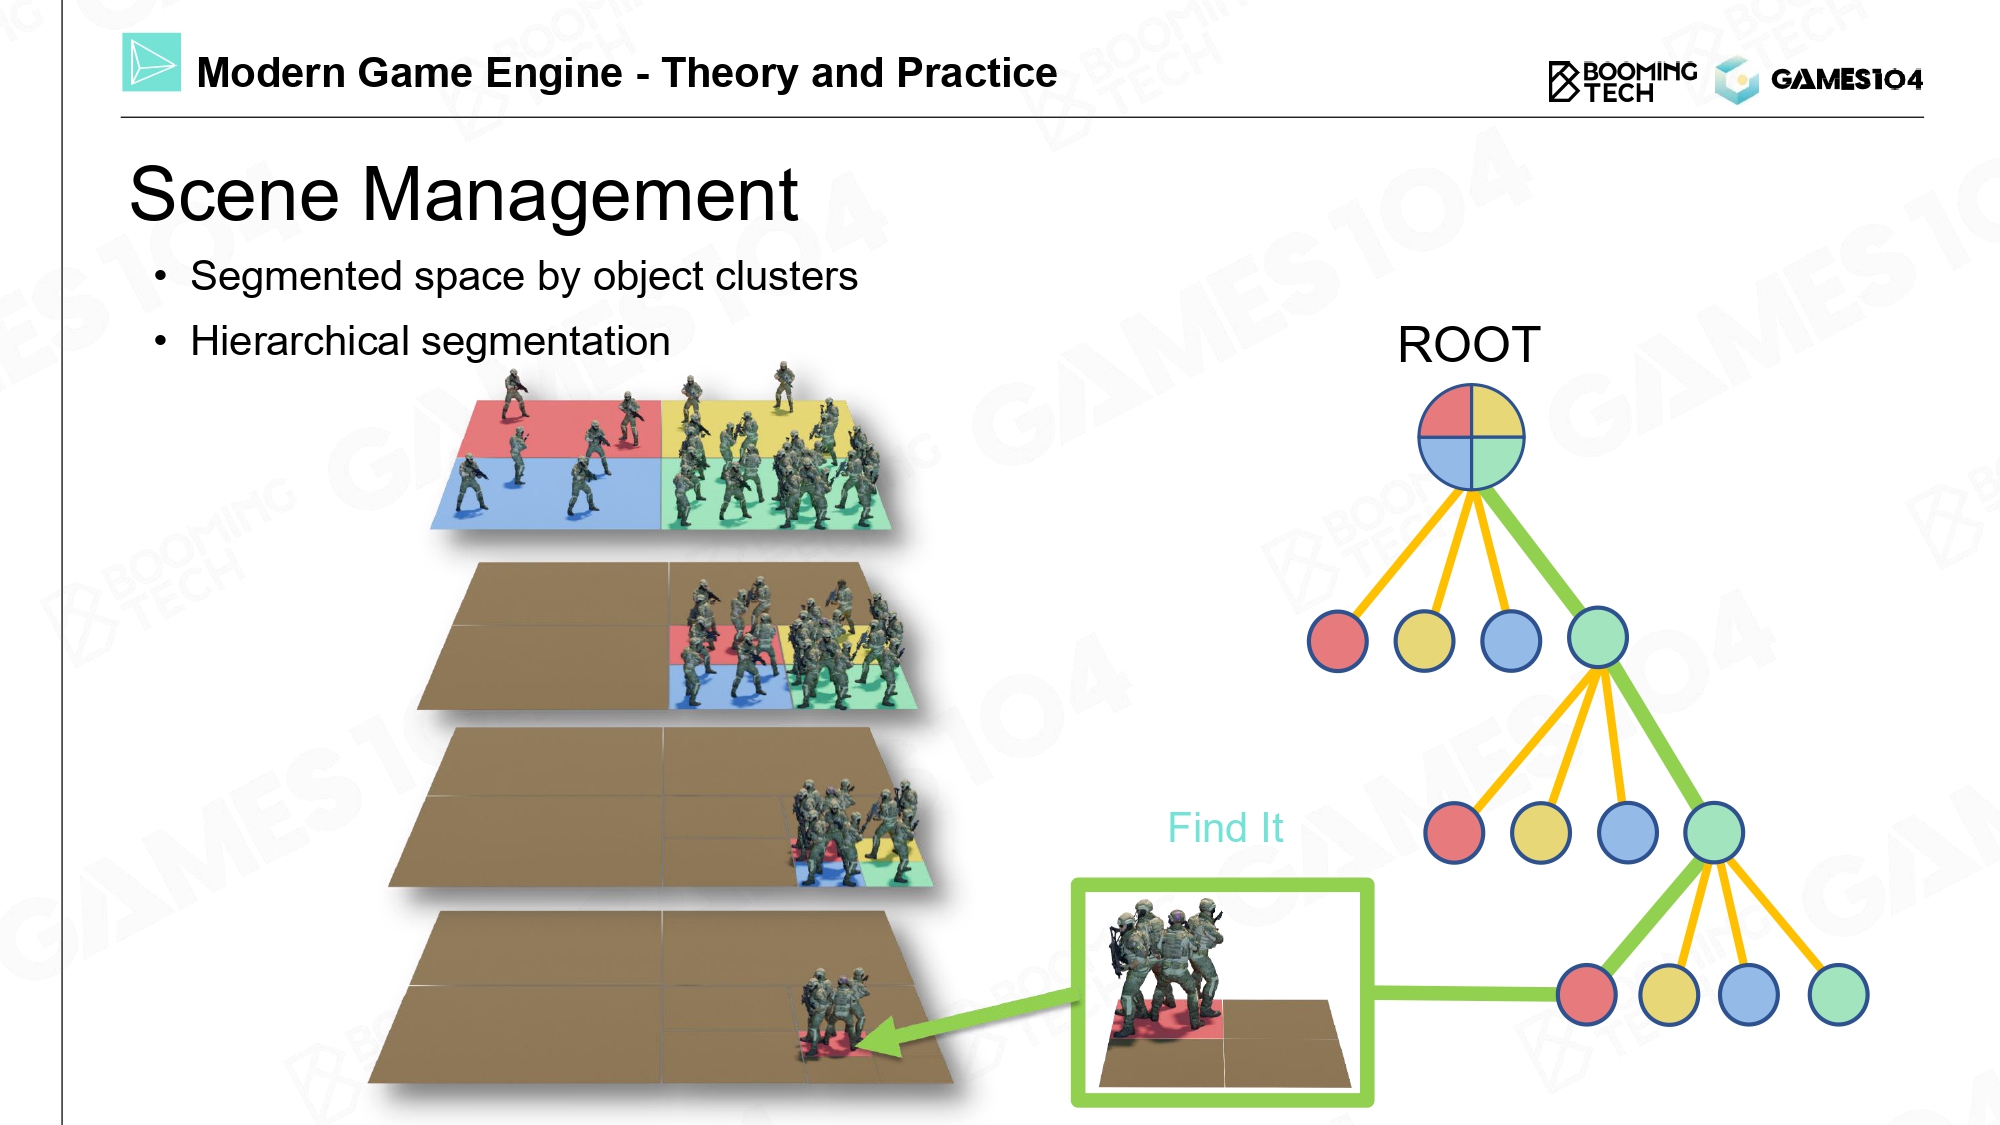 Modern Game Engine - Theory and Practice
BOOMING
TECH
GAMES104
Scene Management
• Segmented space by object clusters
• Hierarchical segmentation
ROOT
Find It